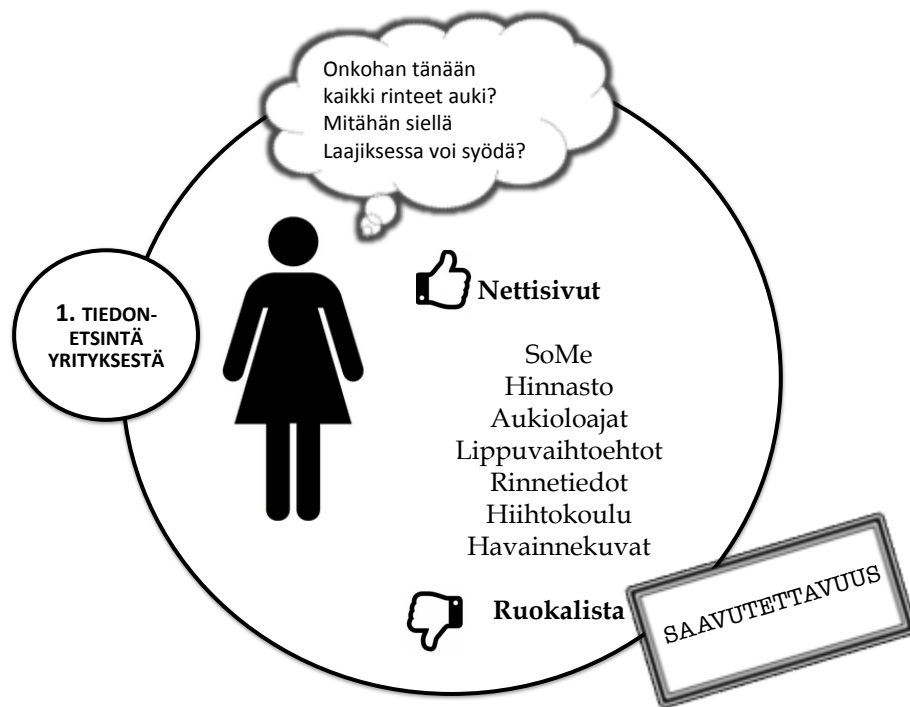 Onkohan tänään
kaikki rinteet auki?
Mitähän siellä
Laajiksessa voi syödä?
1. TIEDON-
ETSINTÄ
YRITYKSESTÄ
Nettisivut
SoMe
Hinnasto
Aukioloajat
Lippuvaihtoehtot
Rinnetiedot
Hiihtokoulu
Havainnekuvat
Ruokalista
SAAVUTETTAVUUS